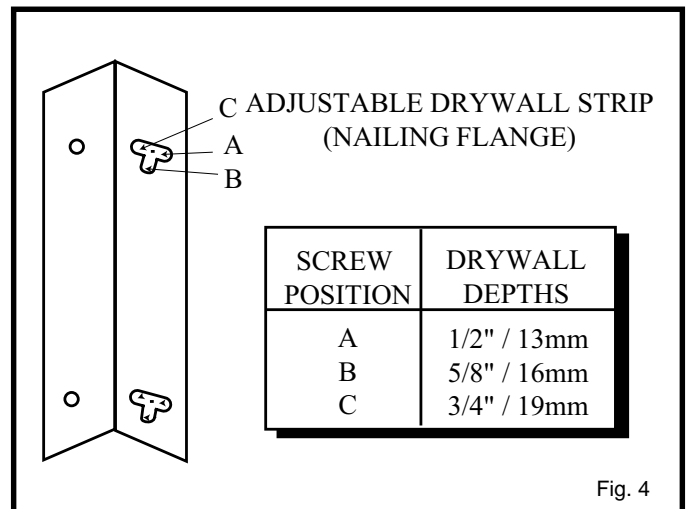 C ADJUSTABLE DRYWALL STRIP
(NAILING FLANGE)
A
B
SCREW POSITION DRYWALL DEPTHS
A 1/2" / 13mm
B 5/8" / 16mm
C 3/4" / 19mm
Fig. 4